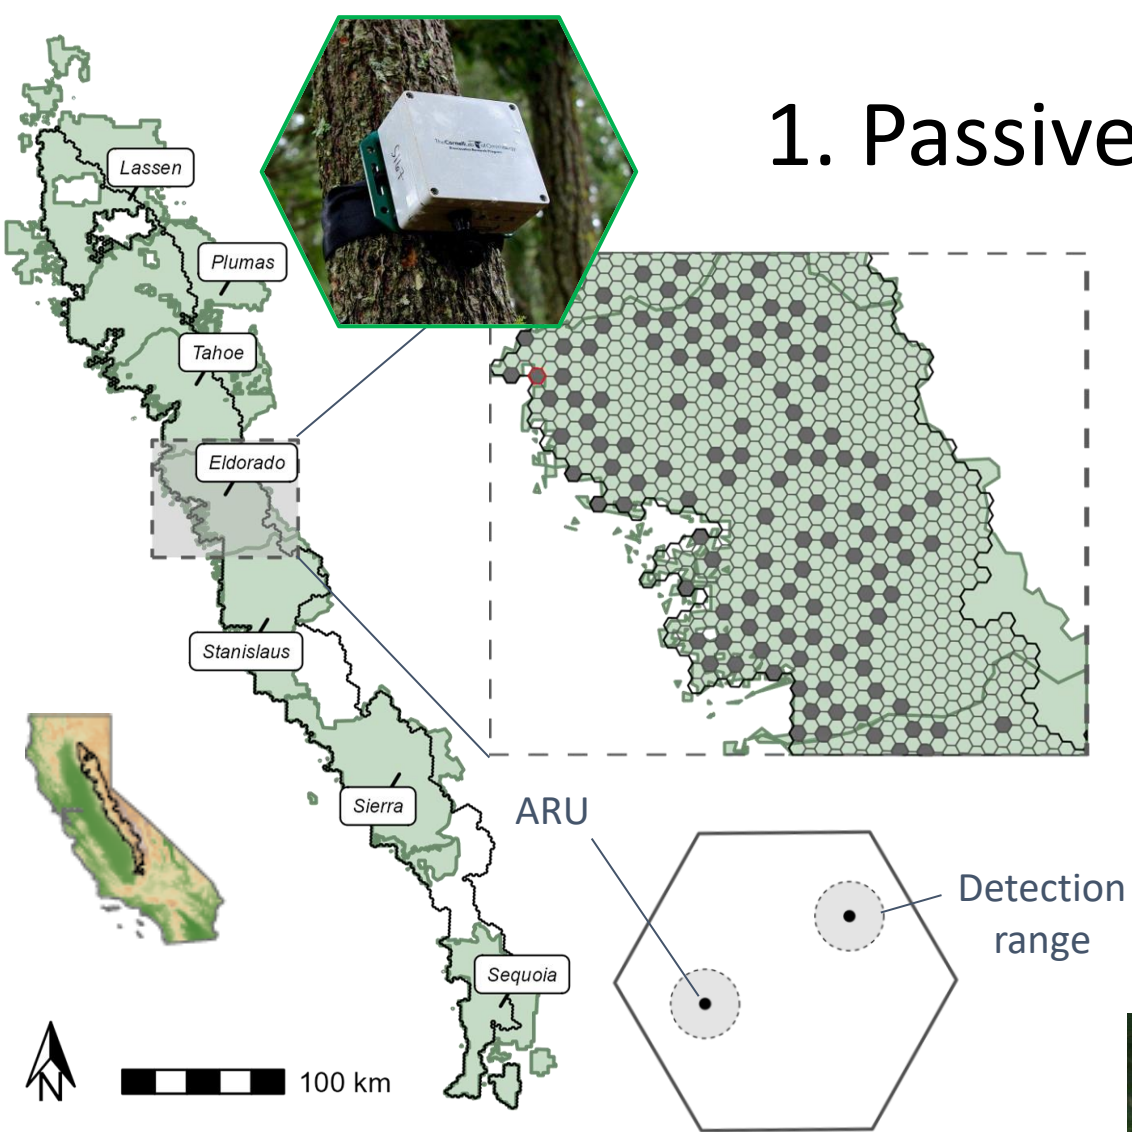 1. Passive
Lassen
Plumas
Tahoe
Eldorado
Stanislaus
Sierra
Sequoia
ARU
Detection
range
N
100 km